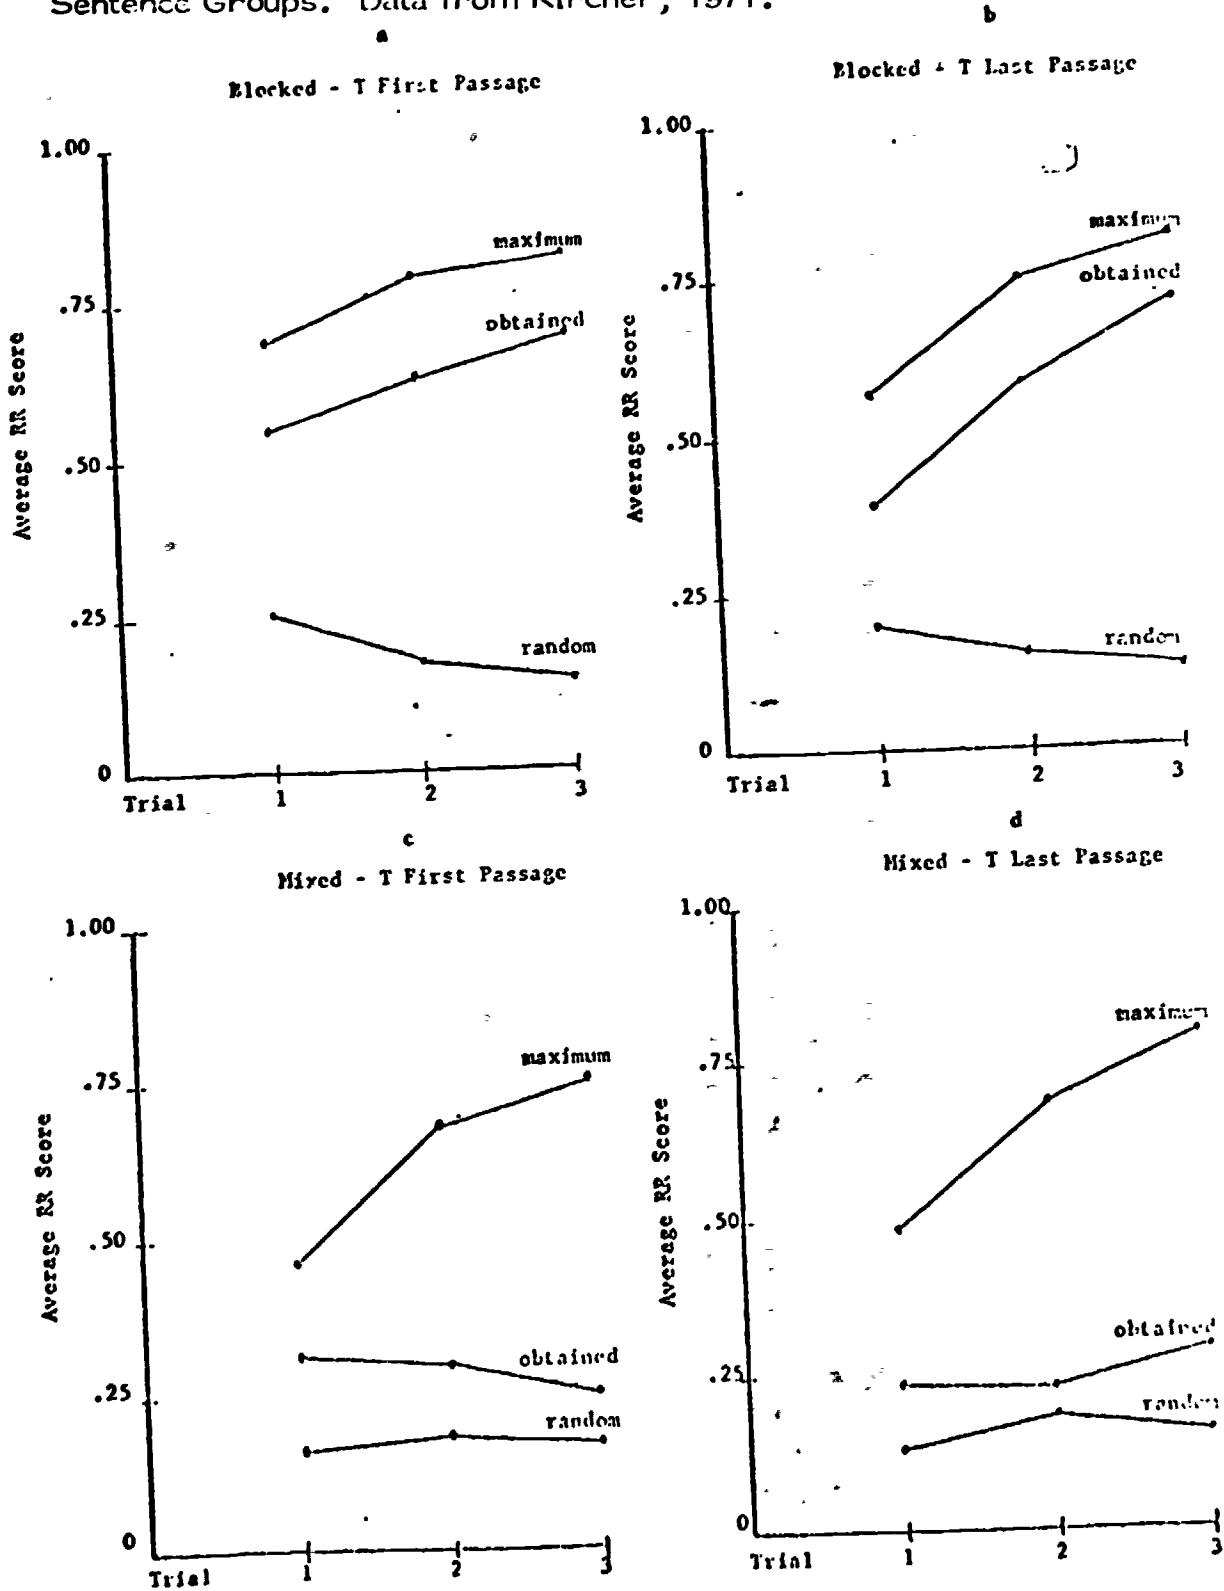 Sentence Groups. Data from Kircher, 1971.
a
Blocked - T First Passage
1.00
maximum
.75
obtained
.50
.25
random
0
Trial 1 2 3
Average RR Score
b
Blocked - T Last Passage
1.00
maximum
.75
obtained
.50
.25
random
0
Trial 1 2 3
Average RR Score
c
Mixed - T First Passage
1.00
maximum
.75
.50
obtained
.25
random
0
Trial 1 2 3
Average RR Score
d
Mixed - T Last Passage
1.00
maximum
.75
.50
obtained
.25
random
0
Trial 1 2 3
Average RR Score